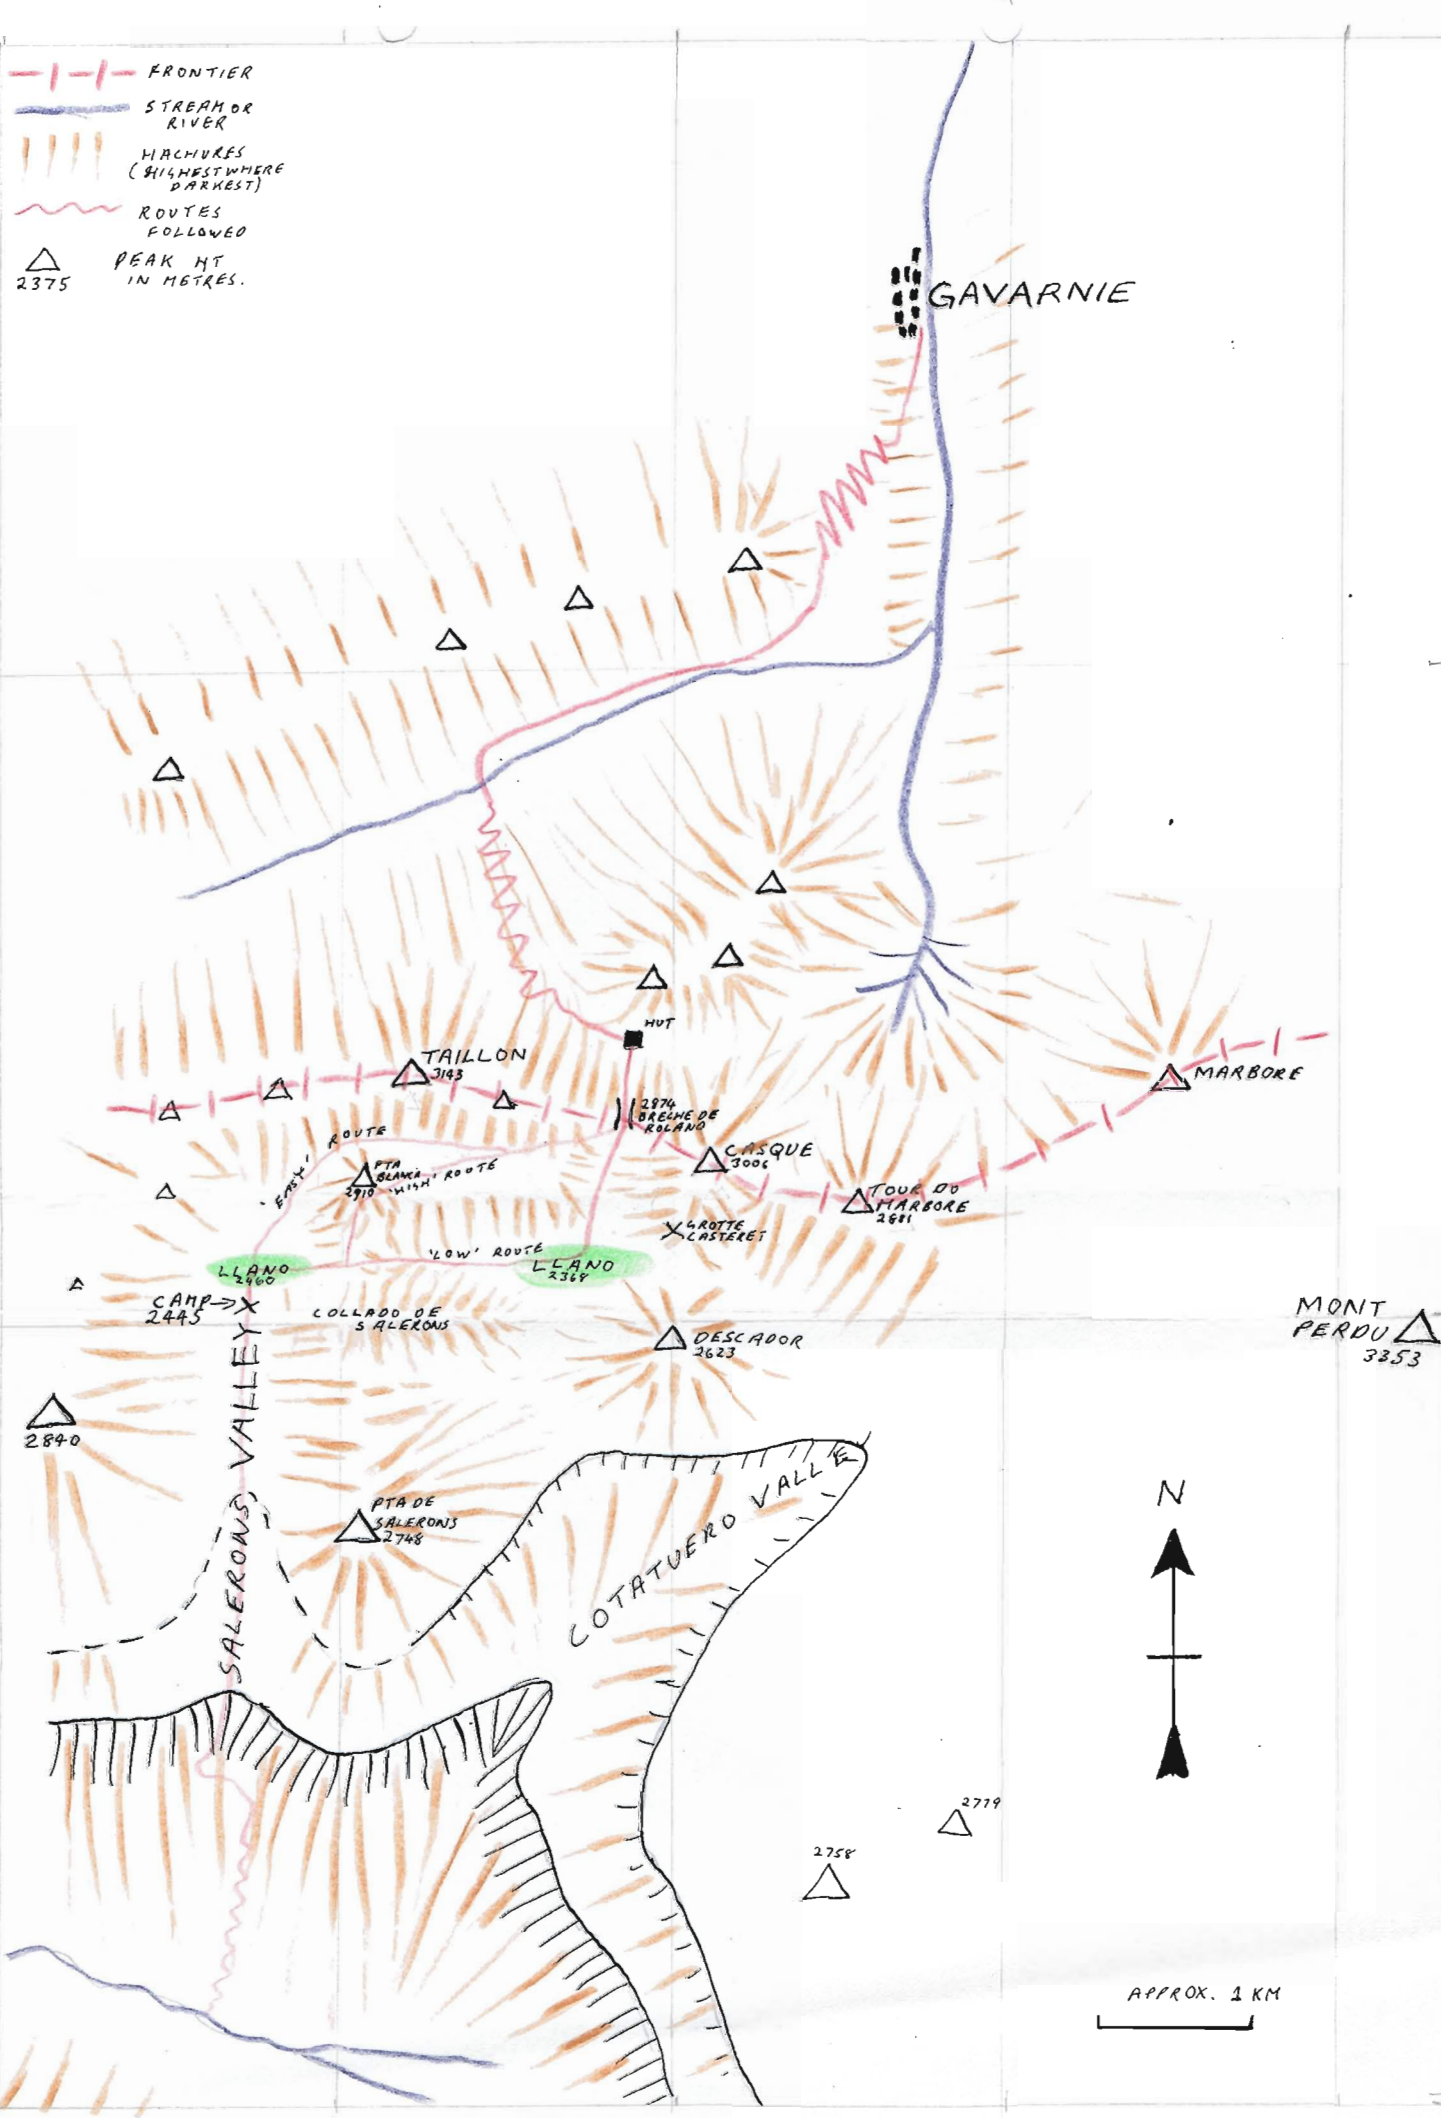 FRONTIER
STREAM OR
RIVER
HACHURES
(HIGHEST WHERE
DARKEST)
ROUTES
FOLLOWED
PEAK HT
IN METRES.
2375
GAVARNIE
HUT
TAILLON
3143
2874
BRECHE DE
ROLAND
MARBORE
CASQUE
3006
'EASY' ROUTE
PTA
BLANCA
2910
'HIGH' ROUTE
TOUR DU
MARBORE
2881
GROTTE
CASTERET
'LOW' ROUTE
LLANO
2460
LLANO
2368
CAMP→X
2445
COLLADO DE
SALERONS
DESCADOR
2623
MONT
PERDU
3353
2840
SALERONS VALLEY
PTA DE
SALERONS
2748
COTATUERO VALLE
N
2779
2758
APPROX. 1 KM